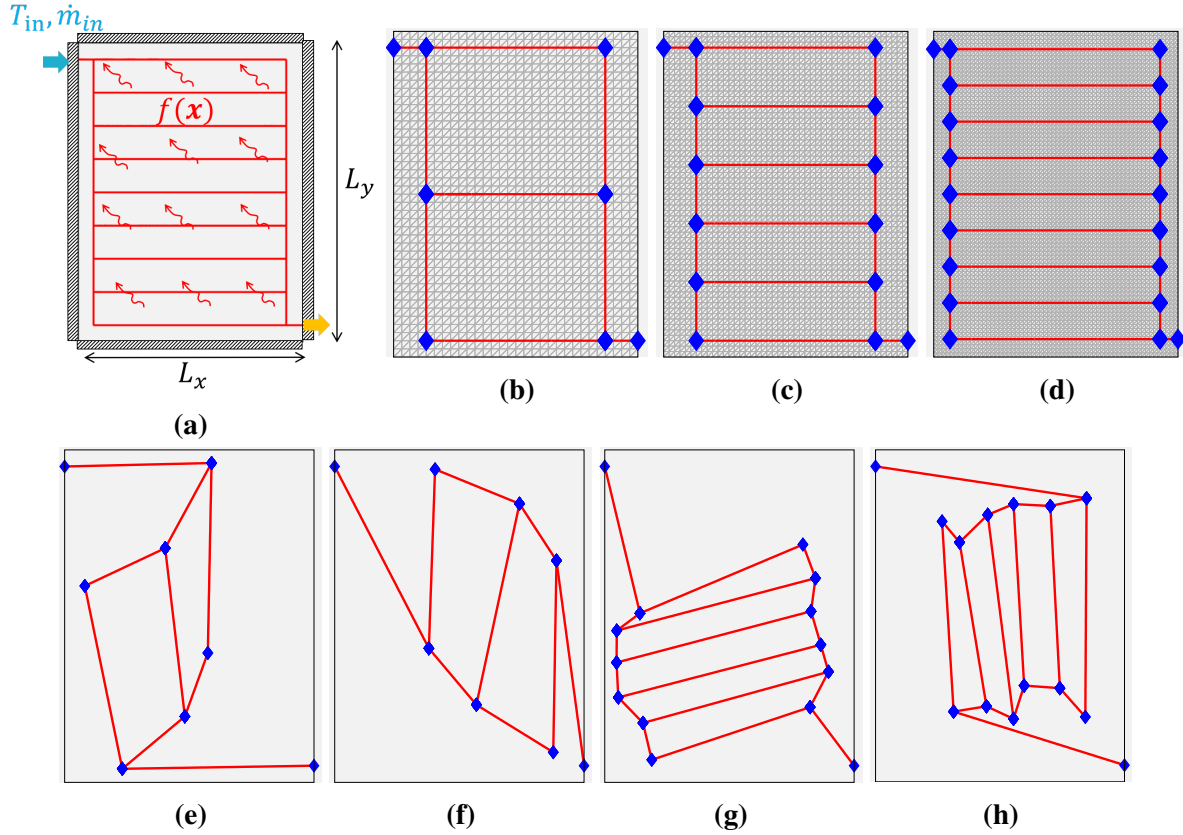 T_in, ṁ_in
f(x)
L_y
L_x
(a)
(b)
(c)
(d)
(e)
(f)
(g)
(h)